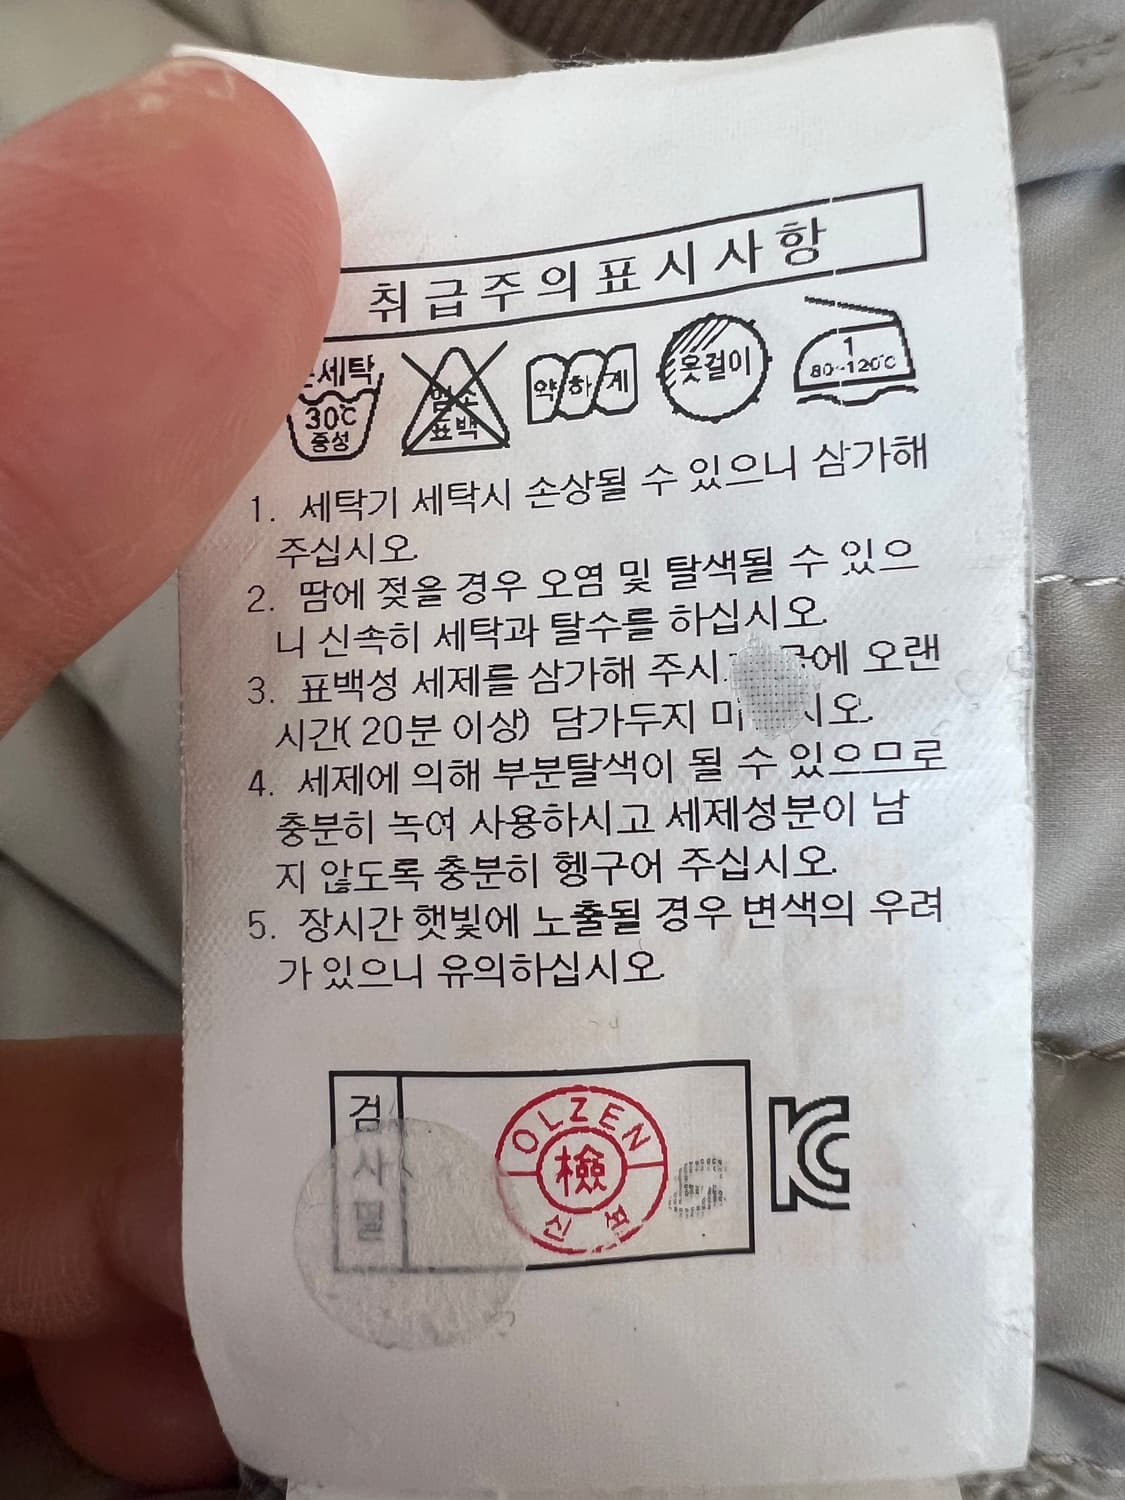 취급주의표시사항
세탁
30℃
중성
표백
약하게
옷걸이
1
80~120℃
1. 세탁기 세탁시 손상될 수 있으니 삼가해
주십시오.
2. 땀에 젖을 경우 오염 및 탈색될 수 있으
니 신속히 세탁과 탈수를 하십시오.
3. 표백성 세제를 삼가해 주시 에 오랜
시간(20분 이상) 담가두지 시오.
4. 세제에 의해 부분탈색이 될 수 있으므로
충분히 녹여 사용하시고 세제성분이 남
지 않도록 충분히 헹구어 주십시오.
5. 장시간 햇빛에 노출될 경우 변색의 우려
가 있으니 유의하십시오.
검사필
OLZEN
檢
KC